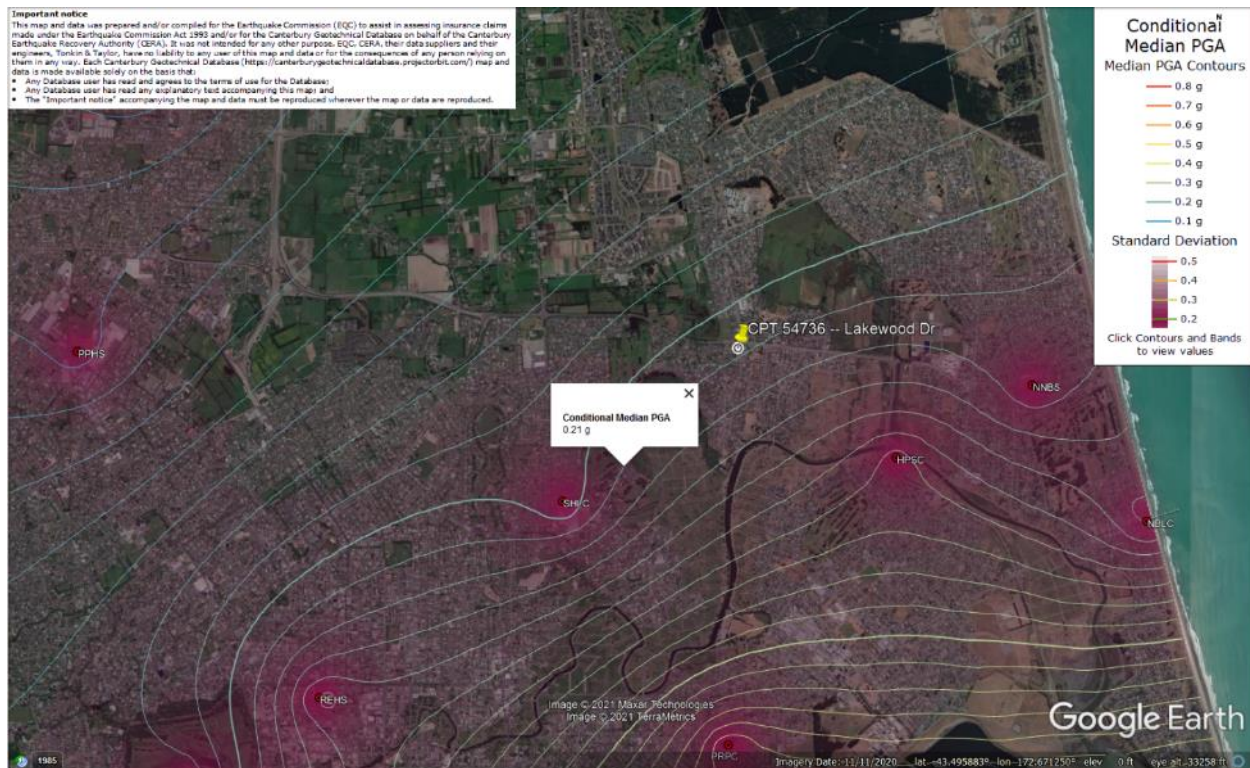 Important notice
This map and data was prepared and/or compiled for the Earthquake Commission (EQC) to assist in assessing insurance claims
made under the Earthquake Commission Act 1993 and/or for the Canterbury Geotechnical Database on behalf of the Canterbury
Earthquake Recovery Authority (CERA). It was not intended for any other purpose. EQC, CERA, their data suppliers and their
engineers, Tonkin & Taylor, have no liability to any user of this map and data or for the consequences of any person relying on
them in any way. Each Canterbury Geotechnical Database (https://canterburygeotechnicaldatabase.projectorbit.com/) map and
data is made available solely on the basis that:
• Any Database user has read and agrees to the terms of use for the Database;
• Any Database user has read any explanatory text accompanying this map; and
• The "Important notice" accompanying the map and data must be reproduced wherever the map or data are reproduced.
N
Conditional
Median PGA
Median PGA Contours
0.8 g
0.7 g
0.6 g
0.5 g
0.4 g
0.3 g
0.2 g
0.1 g
Standard Deviation
0.5
0.4
0.3
0.2
Click Contours and Bands
to view values
CPT 54736 -- Lakewood Dr
PPHS
NNBS
Conditional Median PGA
0.21 g
HPSC
SHLC
NBLC
REHS
Image © 2021 Maxar Technologies
Image © 2021 TerraMetrics
Google Earth
PRPC
1985
Imagery Date: 11/11/2020 lat -43.495883° lon 172.671250° elev 0 ft eye alt 33258 ft